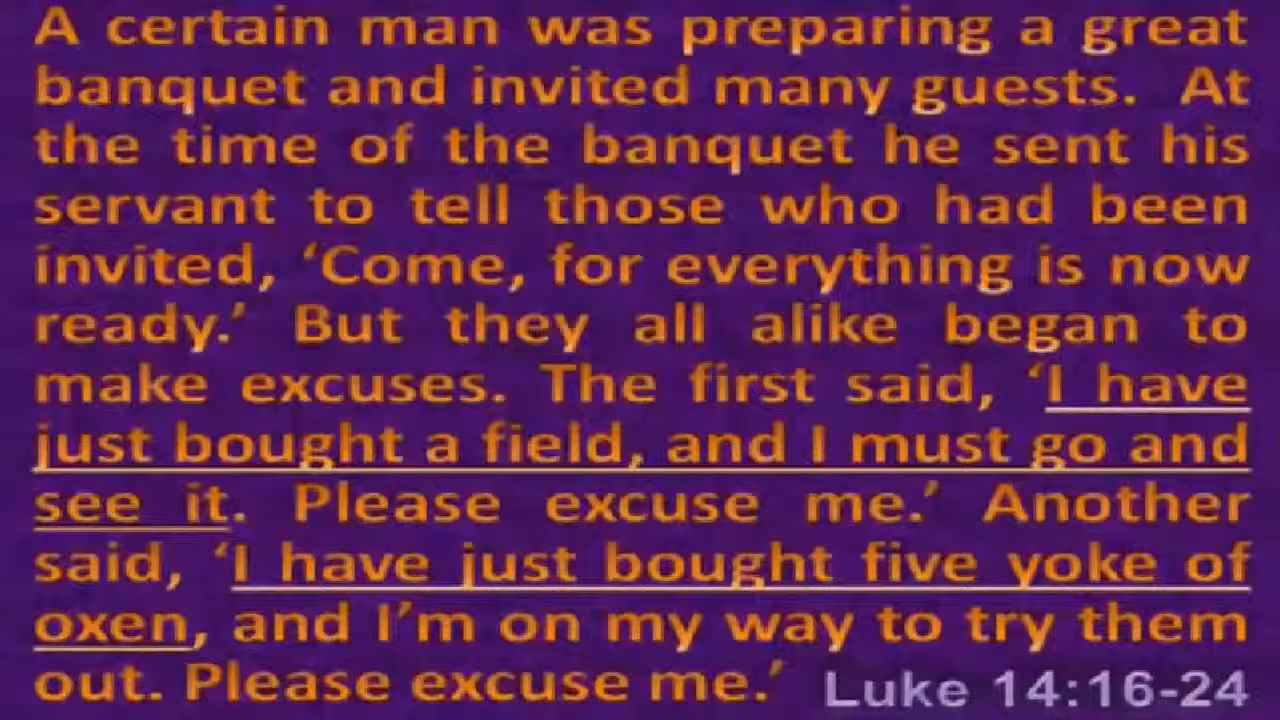 A certain man was preparing a great
banquet and invited many guests. At
the time of the banquet he sent his
servant to tell those who had been
invited, ‘Come, for everything is now
ready.’ But they all alike began to
make excuses. The first said, ‘I have
just bought a field, and I must go and
see it. Please excuse me.’ Another
said, ‘I have just bought five yoke of
oxen, and I’m on my way to try them
out. Please excuse me.’ Luke 14:16-24